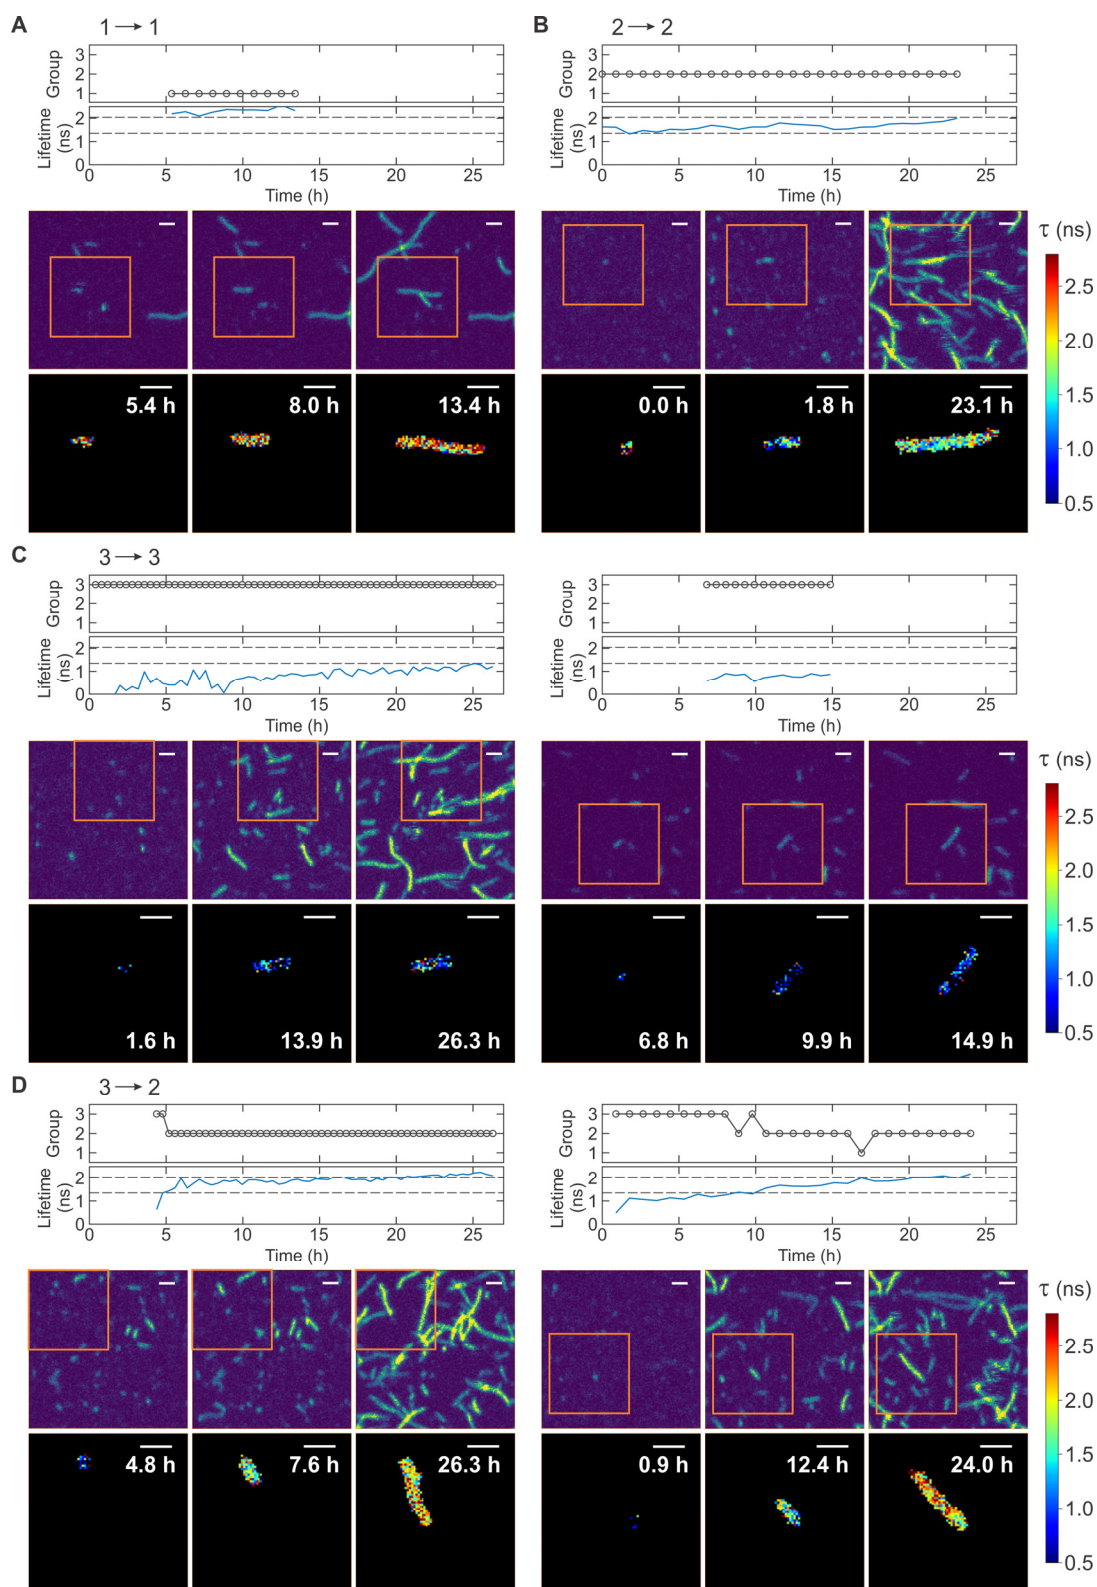 A
1 → 1
Group
3
2
1
Lifetime (ns)
2
1
0
0 5 10 15 20 25
Time (h)
5.4 h
8.0 h
13.4 h
B
2 → 2
Group
3
2
1
Lifetime (ns)
2
1
0
0 5 10 15 20 25
Time (h)
τ (ns)
2.5
2.0
1.5
1.0
0.5
0.0 h
1.8 h
23.1 h
C
3 → 3
Group
3
2
1
Lifetime (ns)
2
1
0
0 5 10 15 20 25
Time (h)
1.6 h
13.9 h
26.3 h
Group
3
2
1
Lifetime (ns)
2
1
0
0 5 10 15 20 25
Time (h)
τ (ns)
2.5
2.0
1.5
1.0
0.5
6.8 h
9.9 h
14.9 h
D
3 → 2
Group
3
2
1
Lifetime (ns)
2
1
0
0 5 10 15 20 25
Time (h)
4.8 h
7.6 h
26.3 h
Group
3
2
1
Lifetime (ns)
2
1
0
0 5 10 15 20 25
Time (h)
τ (ns)
2.5
2.0
1.5
1.0
0.5
0.9 h
12.4 h
24.0 h